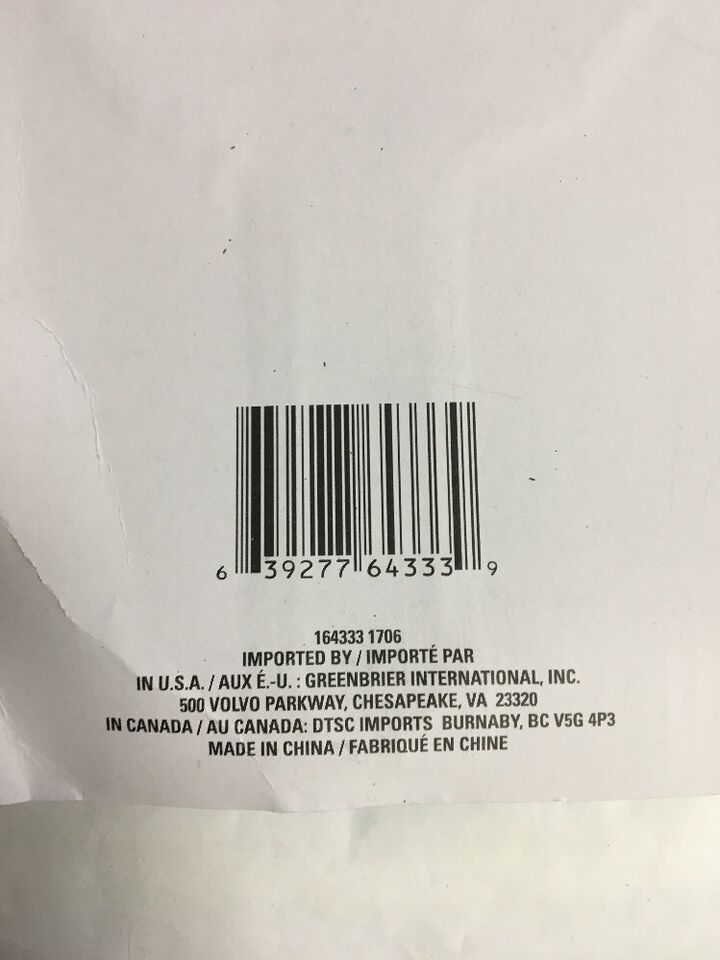 6 39277 64333 9
164333 1706
IMPORTED BY / IMPORTÉ PAR
IN U.S.A. / AUX É.-U. : GREENBRIER INTERNATIONAL, INC.
500 VOLVO PARKWAY, CHESAPEAKE, VA 23320
IN CANADA / AU CANADA: DTSC IMPORTS BURNABY, BC V5G 4P3
MADE IN CHINA / FABRIQUÉ EN CHINE